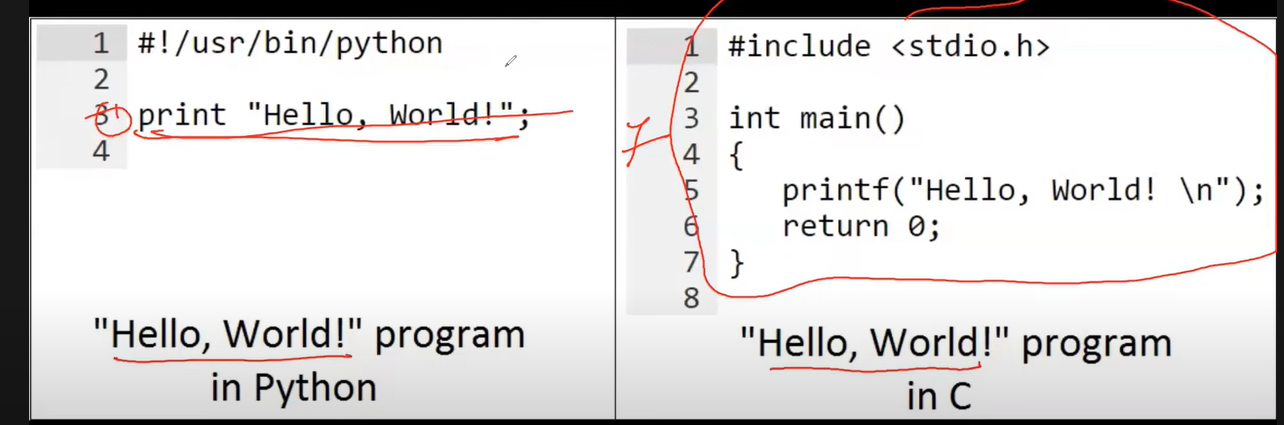 1 #!/usr/bin/python
2
3 print "Hello, World!";
4
"Hello, World!" program
in Python
7
1 #include <stdio.h>
2
3 int main()
4 {
5 printf("Hello, World! \n");
6 return 0;
7 }
8
"Hello, World!" program
in C